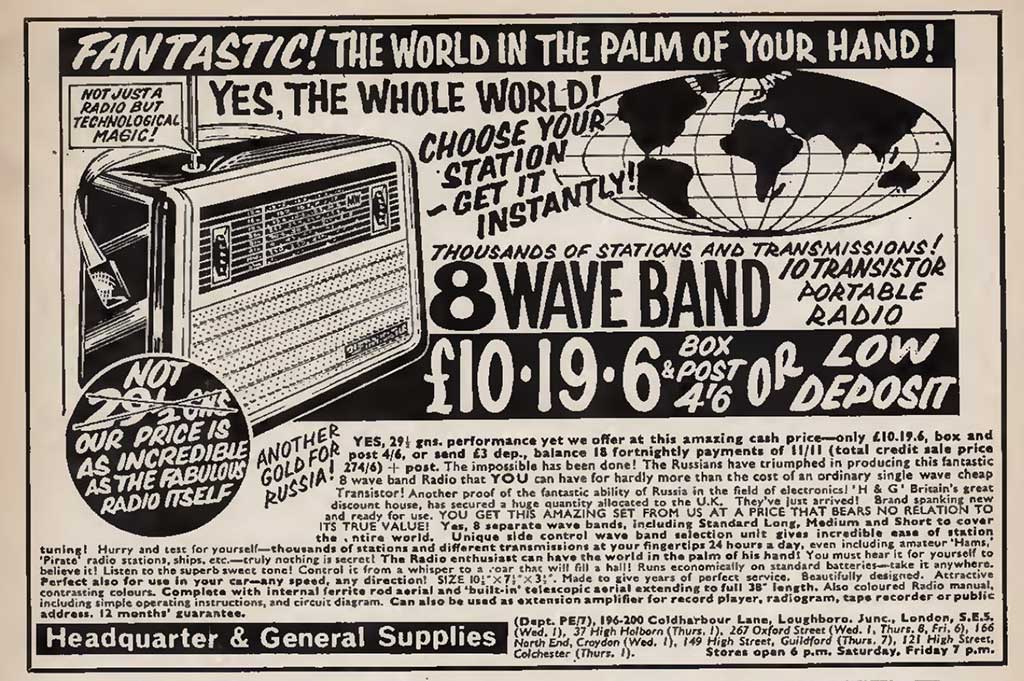 FANTASTIC! THE WORLD IN THE PALM OF YOUR HAND!
NOT JUST A
RADIO BUT
TECHNOLOGICAL
MAGIC!
YES, THE WHOLE WORLD!
CHOOSE YOUR
STATION
- GET IT
INSTANTLY!
THOUSANDS OF STATIONS AND TRANSMISSIONS!
8 WAVE BAND
10 TRANSISTOR
PORTABLE
RADIO
£10·19·6
BOX
& POST
4'6
OR
LOW
DEPOSIT
NOT
29½ GNS
OUR PRICE IS
AS INCREDIBLE
AS THE FABULOUS
RADIO ITSELF
ANOTHER
GOLD FOR
RUSSIA!
YES, 29½ gns. performance yet we offer at this amazing cash price—only £10.19.6, box and
post 4/6, or send £3 dep., balance 18 fortnightly payments of 11/11 (total credit sale price
274/6) + post. The impossible has been done! The Russians have triumphed in producing this fantastic
8 wave band Radio that YOU can have for hardly more than the cost of an ordinary single wave cheap
Transistor! Another proof of the fantastic ability of Russia in the field of electronics! 'H & G' Britain's great
discount house, has secured a huge quantity allocated to the U.K. They've just arrived! Brand spanking new
and ready for use. YOU GET THIS AMAZING SET FROM US AT A PRICE THAT BEARS NO RELATION TO
ITS TRUE VALUE! Yes, 8 separate wave bands, including Standard Long, Medium and Short to cover
the ntire world. Unique side control wave band selection unit gives incredible ease of station
tuning! Hurry and test for yourself—thousands of stations and different transmissions at your fingertips 24 hours a day, even including amateur 'Hams,'
'Pirate' radio stations, ships, etc.—truly nothing is secret! The Radio enthusiast can have the world in the palm of his hand! You must hear it for yourself to
believe it! Listen to the superb sweet tone! Control it from a whisper to a roar that will fill a hall! Runs economically on standard batteries—take it anywhere.
Perfect also for use in your car—any speed, any direction! SIZE 10½" × 7½" × 3½". Made to give years of perfect service. Beautifully designed. Attractive
contrasting colours. Complete with internal ferrite rod aerial and 'built-in' telescopic aerial extending to full 38" length. Also coloured Radio manual,
including simple operating instructions, and circuit diagram. Can also be used as extension amplifier for record player, radiogram, tape recorder or public
address. 12 months' guarantee.
Headquarter & General Supplies
(Dept. PE/7), 196-200 Coldharbour Lane, Loughboro. Junc., London, S.E.5.
(Wed. 1), 37 High Holborn (Thurs. 1), 267 Oxford Street (Wed. 1, Thurs. 8, Fri. 6), 166
North End, Croydon (Wed. 1), 149 High Street, Guildford (Thurs. 7), 121 High Street,
Colchester (Thurs. 1). Stores open 6 p.m. Saturday, Friday 7 p.m.